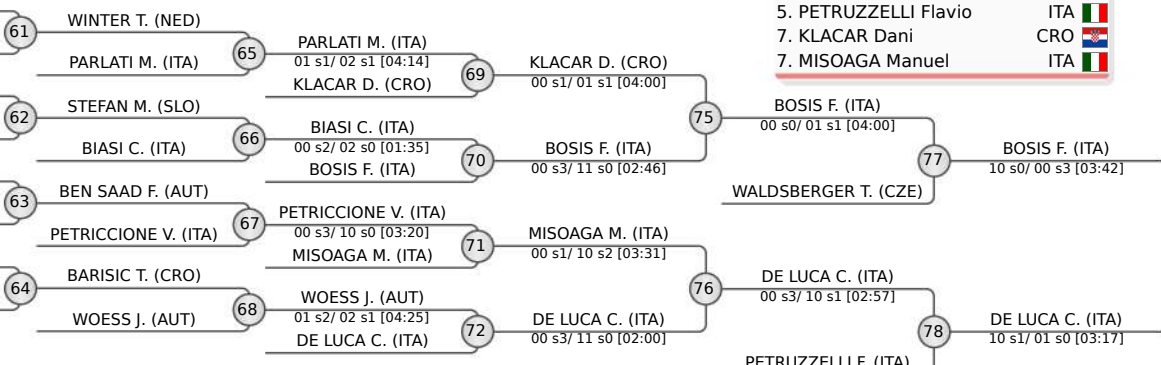 5. PETRUZZELLI Flavio ITA
7. KLACAR Dani CRO
7. MISOAGA Manuel ITA
61
WINTER T. (NED)
PARLATI M. (ITA)
65
PARLATI M. (ITA)
01 s1/ 02 s1 [04:14]
KLACAR D. (CRO)
69
KLACAR D. (CRO)
00 s1/ 01 s1 [04:00]
62
STEFAN M. (SLO)
BIASI C. (ITA)
66
BIASI C. (ITA)
00 s2/ 02 s0 [01:35]
BOSIS F. (ITA)
70
BOSIS F. (ITA)
00 s3/ 11 s0 [02:46]
75
BOSIS F. (ITA)
00 s0/ 01 s1 [04:00]
WALDSBERGER T. (CZE)
77
BOSIS F. (ITA)
10 s0/ 00 s3 [03:42]
63
BEN SAAD F. (AUT)
PETRICCIONE V. (ITA)
67
PETRICCIONE V. (ITA)
00 s3/ 10 s0 [03:20]
MISOAGA M. (ITA)
71
MISOAGA M. (ITA)
00 s1/ 10 s2 [03:31]
64
BARISIC T. (CRO)
WOESS J. (AUT)
68
WOESS J. (AUT)
01 s2/ 02 s1 [04:25]
DE LUCA C. (ITA)
72
DE LUCA C. (ITA)
00 s3/ 11 s0 [02:00]
76
DE LUCA C. (ITA)
00 s3/ 10 s1 [02:57]
PETRUZZELLI F. (ITA)
78
DE LUCA C. (ITA)
10 s1/ 01 s0 [03:17]